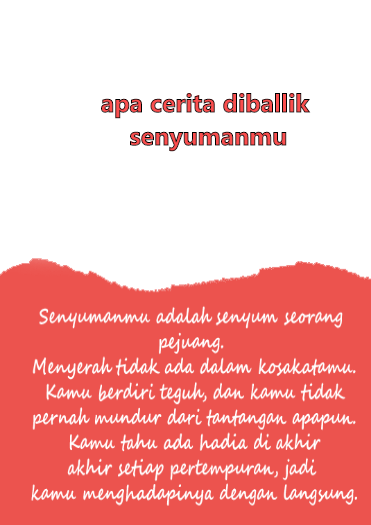 apa cerita diballik
senyumanmu
Senyumanmu adalah senyum seorang
pejuang.
Menyerah tidak ada dalam kosakatamu.
Kamu berdiri teguh, dan kamu tidak
pernah mundur dari tantangan apapun.
Kamu tahu ada hadia di akhir
akhir setiap pertempuran, jadi
kamu menghadapinya dengan langsung.